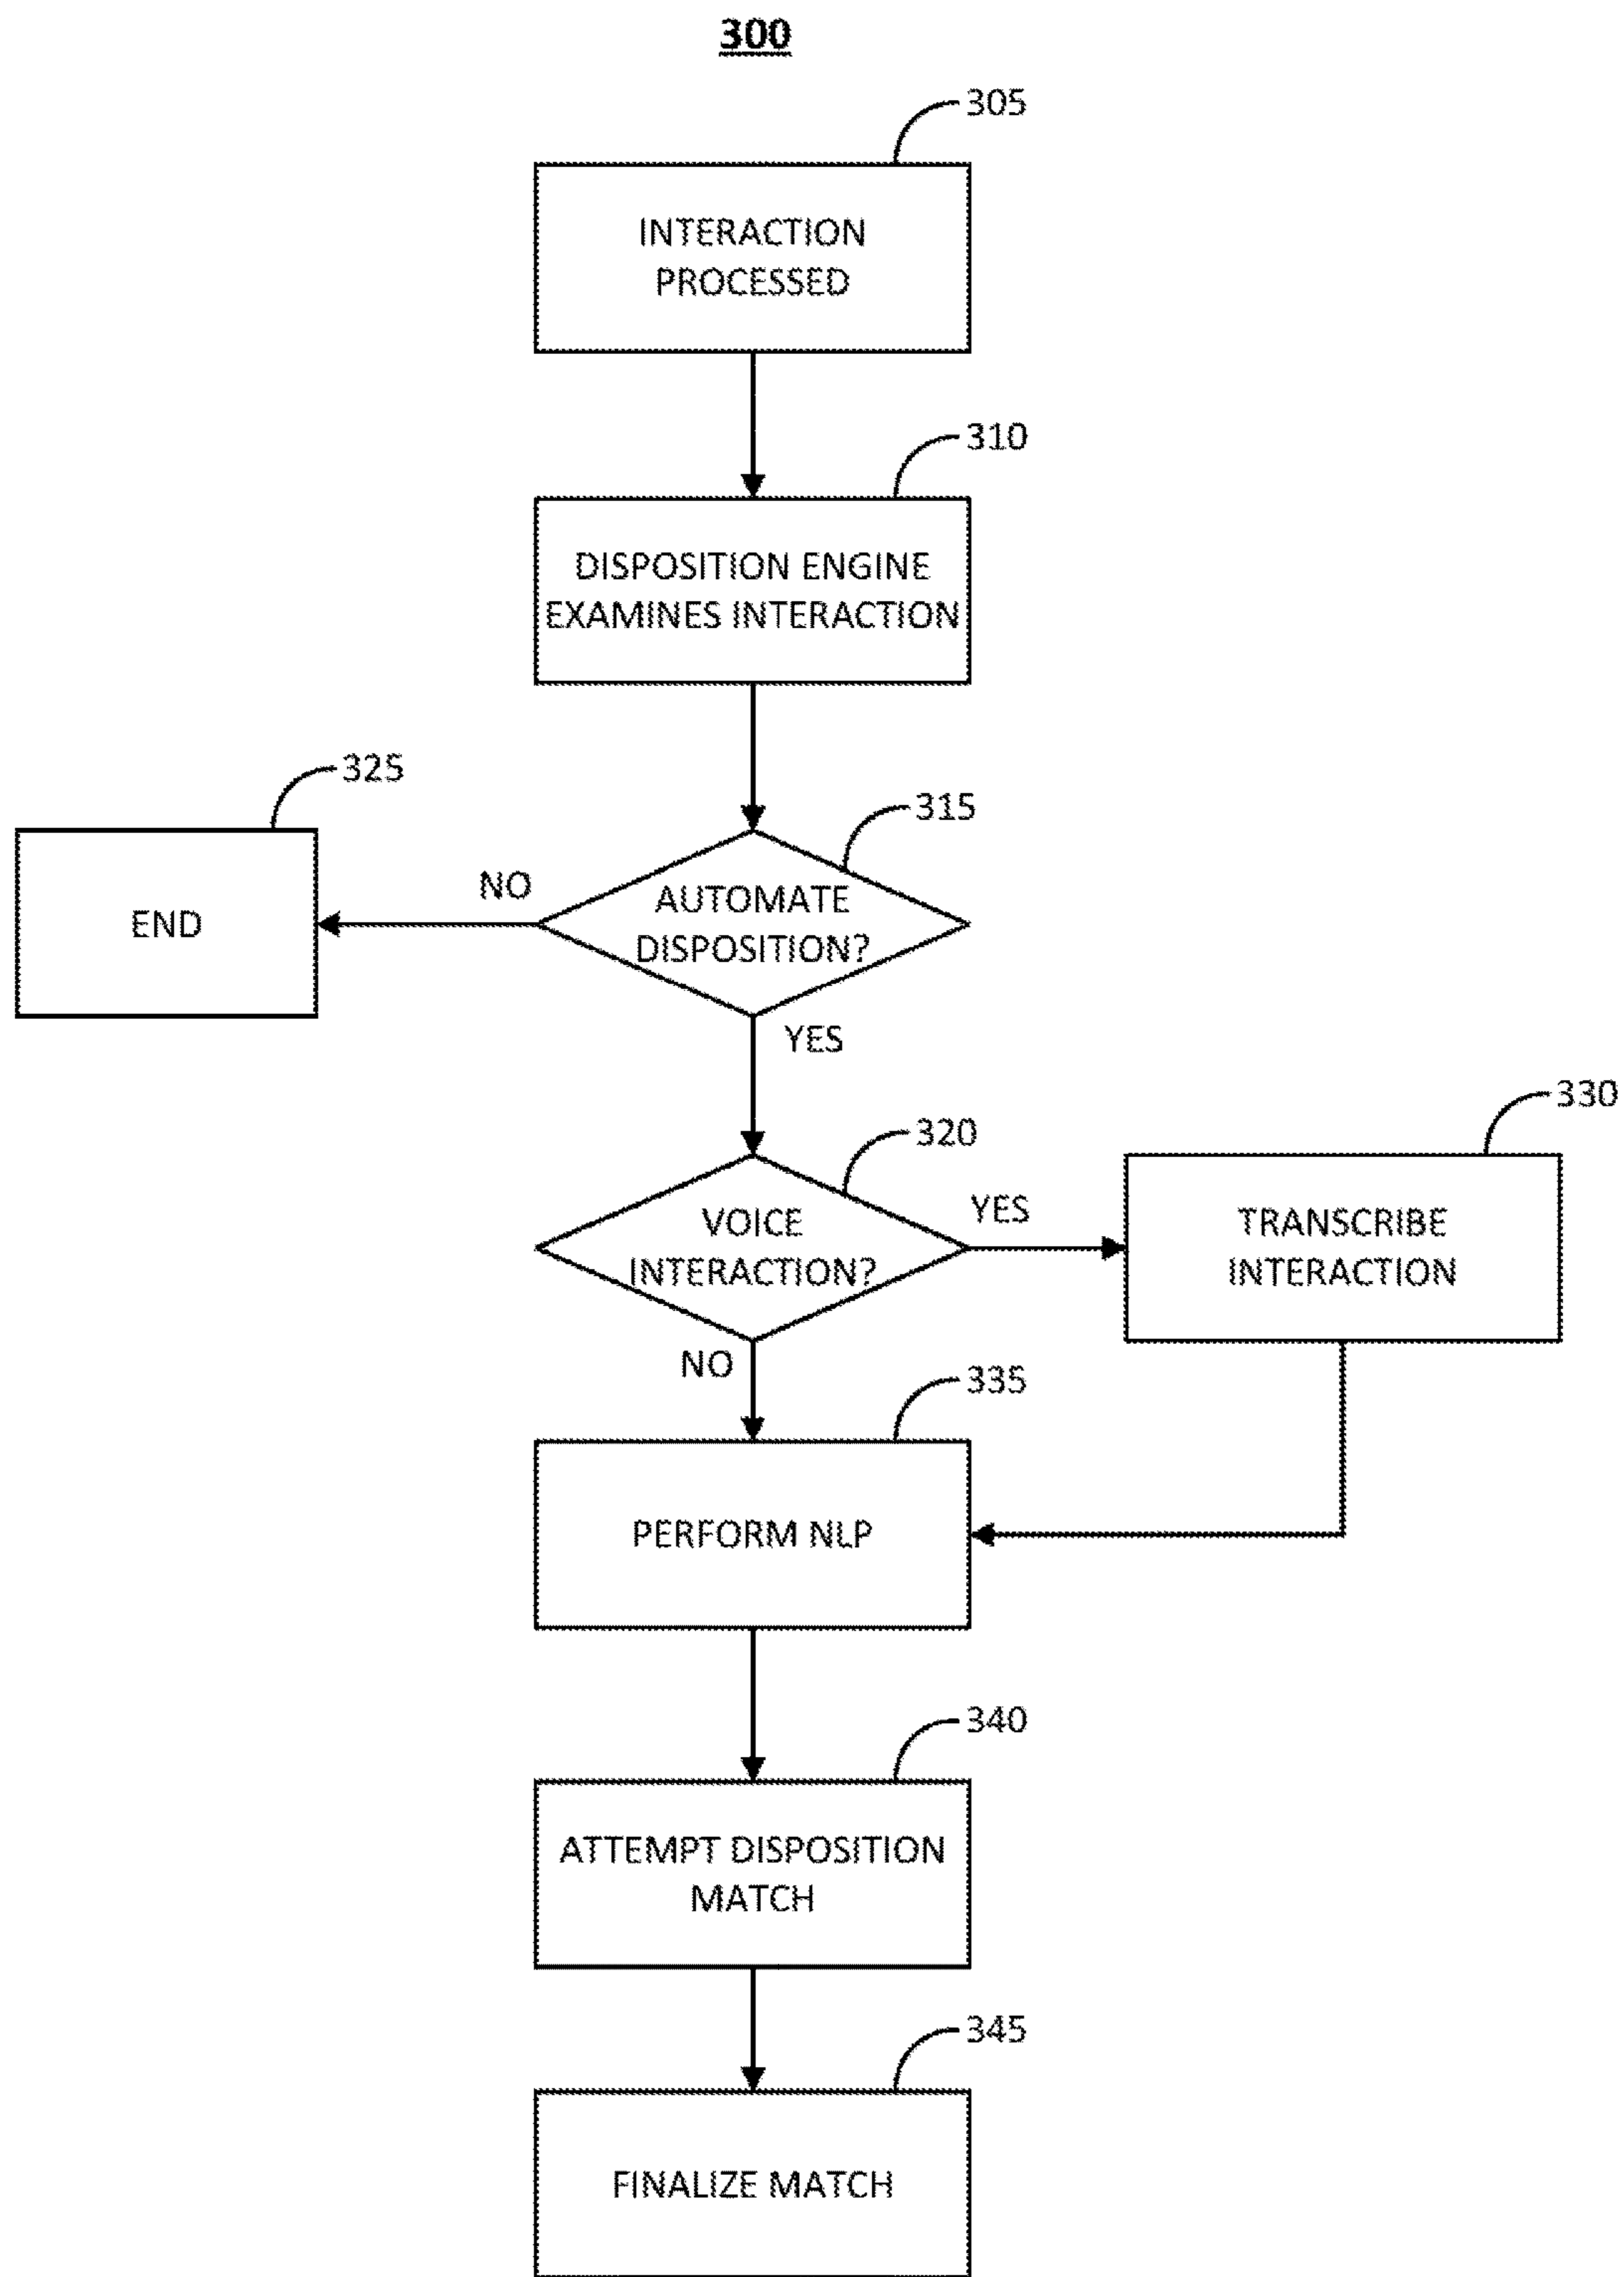 300
305
INTERACTION
PROCESSED
310
DISPOSITION ENGINE
EXAMINES INTERACTION
325
315
END
NO
AUTOMATE
DISPOSITION?
YES
330
320
VOICE
INTERACTION?
YES
TRANSCRIBE
INTERACTION
NO
335
PERFORM NLP
340
ATTEMPT DISPOSITION
MATCH
345
FINALIZE MATCH